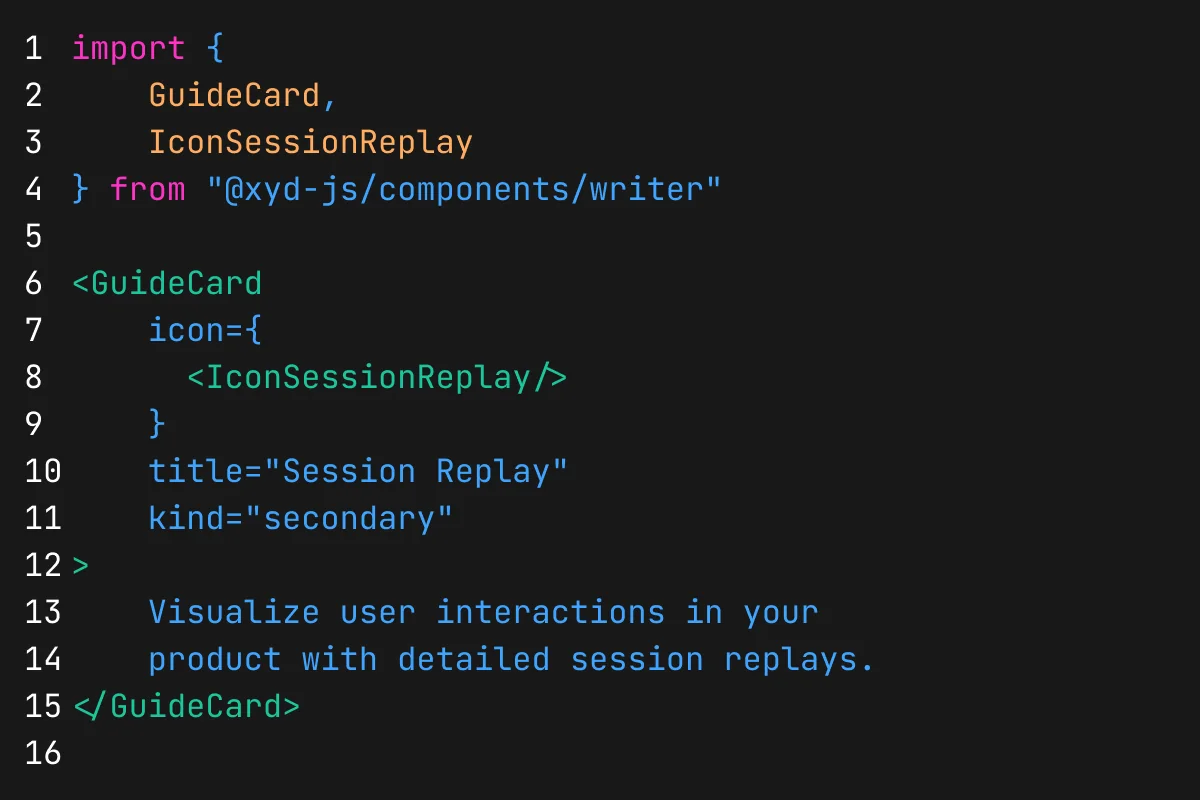 1 import {
2     GuideCard,
3     IconSessionReplay
4 } from "@xyd-js/components/writer"
5
6 <GuideCard
7     icon={
8       <IconSessionReplay/>
9     }
10     title="Session Replay"
11     kind="secondary"
12 >
13     Visualize user interactions in your
14     product with detailed session replays.
15 </GuideCard>
16